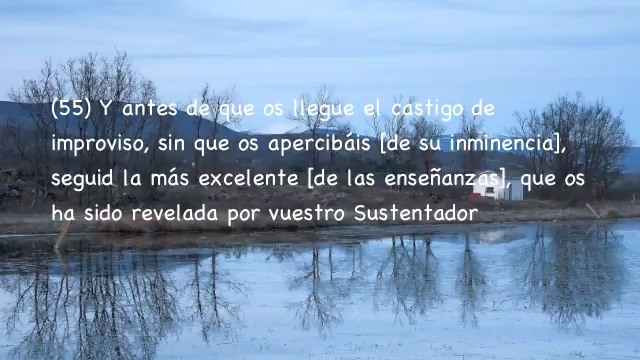 (55) Y antes de que os llegue el castigo de
improviso, sin que os apercibáis [de su inminencia],
seguid la más excelente [de las enseñanzas], que os
ha sido revelada por vuestro Sustentador